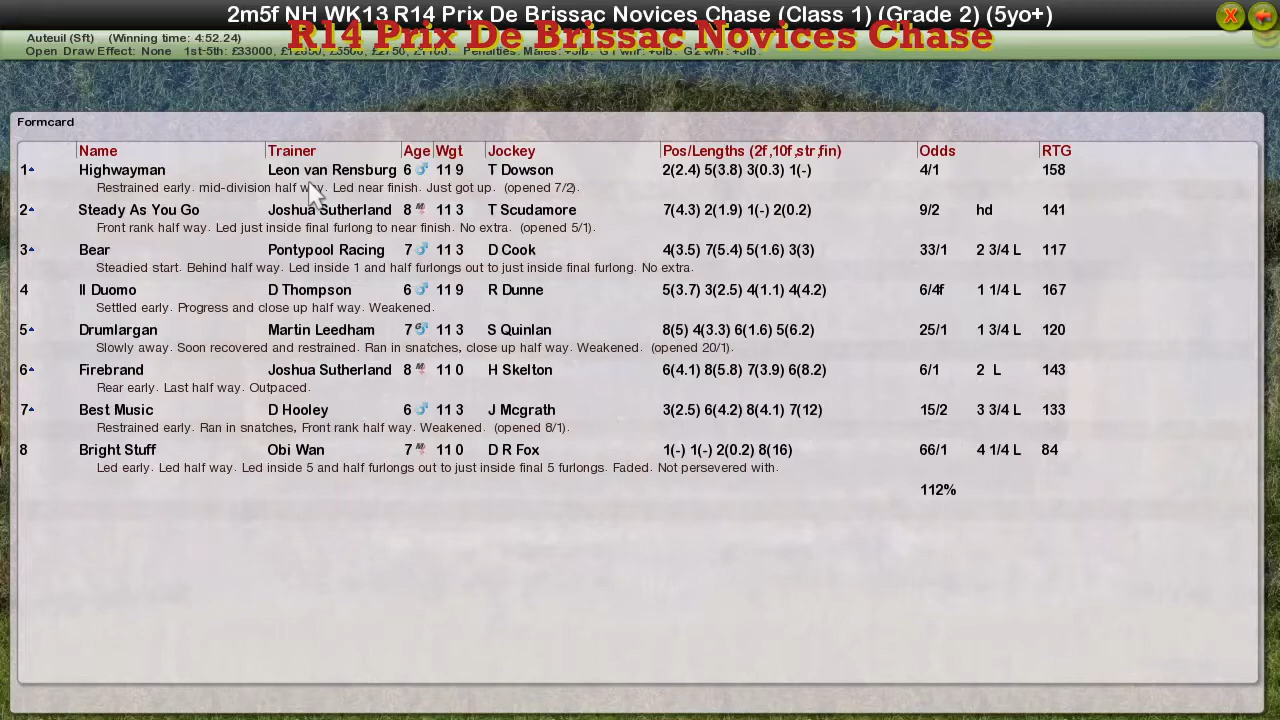 2m5f NH WK13 R14 Prix De Brissac Novices Chase (Class 1) (Grade 2) (5yo+)
R14 Prix De Brissac Novices Chase
Auteuil (Sft) (Winning time: 4:52.24)
Open Draw Effect: None 1st-5th: £33000, £5500, £2750, £1100. Penalties: Males: +3lb.
Formcard
Name Trainer Age Wgt Jockey Pos/Lengths (2f,10f,str,fin) Odds RTG
1 Highwayman Leon van Rensburg 6 11 9 T Dowson 2(2.4) 5(3.8) 3(0.3) 1(-) 4/1 158
Restrained early. mid-division half way. Led near finish. Just got up. (opened 7/2).
2 Steady As You Go Joshua Sutherland 8 M 11 3 T Scudamore 7(4.3) 2(1.9) 1(-) 2(0.2) 9/2 hd 141
Front rank half way. Led just inside final furlong to near finish. No extra. (opened 5/1).
3 Bear Pontypool Racing 7 11 3 D Cook 4(3.5) 7(5.4) 5(1.6) 3(3) 33/1 2 3/4 L 117
Steadied start. Behind half way. Led inside 1 and half furlongs out to just inside final furlong. No extra.
4 Il Duomo D Thompson 6 11 9 R Dunne 5(3.7) 3(2.5) 4(1.1) 4(4.2) 6/4f 1 1/4 L 167
Settled early. Progress and close up half way. Weakened.
5 Drumlargan Martin Leedham 7 G 11 3 S Quinlan 8(5) 4(3.3) 6(1.6) 5(6.2) 25/1 1 3/4 L 120
Slowly away. Soon recovered and restrained. Ran in snatches, close up half way. Weakened. (opened 20/1).
6 Firebrand Joshua Sutherland 8 M 11 0 H Skelton 6(4.1) 8(5.8) 7(3.9) 6(8.2) 6/1 2 L 143
Rear early. Last half way. Outpaced.
7 Best Music D Hooley 6 11 3 J Mcgrath 3(2.5) 6(4.2) 8(4.1) 7(12) 15/2 3 3/4 L 133
Restrained early. Ran in snatches, Front rank half way. Weakened. (opened 8/1).
8 Bright Stuff Obi Wan 7 M 11 0 D R Fox 1(-) 1(-) 2(0.2) 8(16) 66/1 4 1/4 L 84
Led early. Led half way. Led inside 5 and half furlongs out to just inside final 5 furlongs. Faded. Not persevered with.
112%